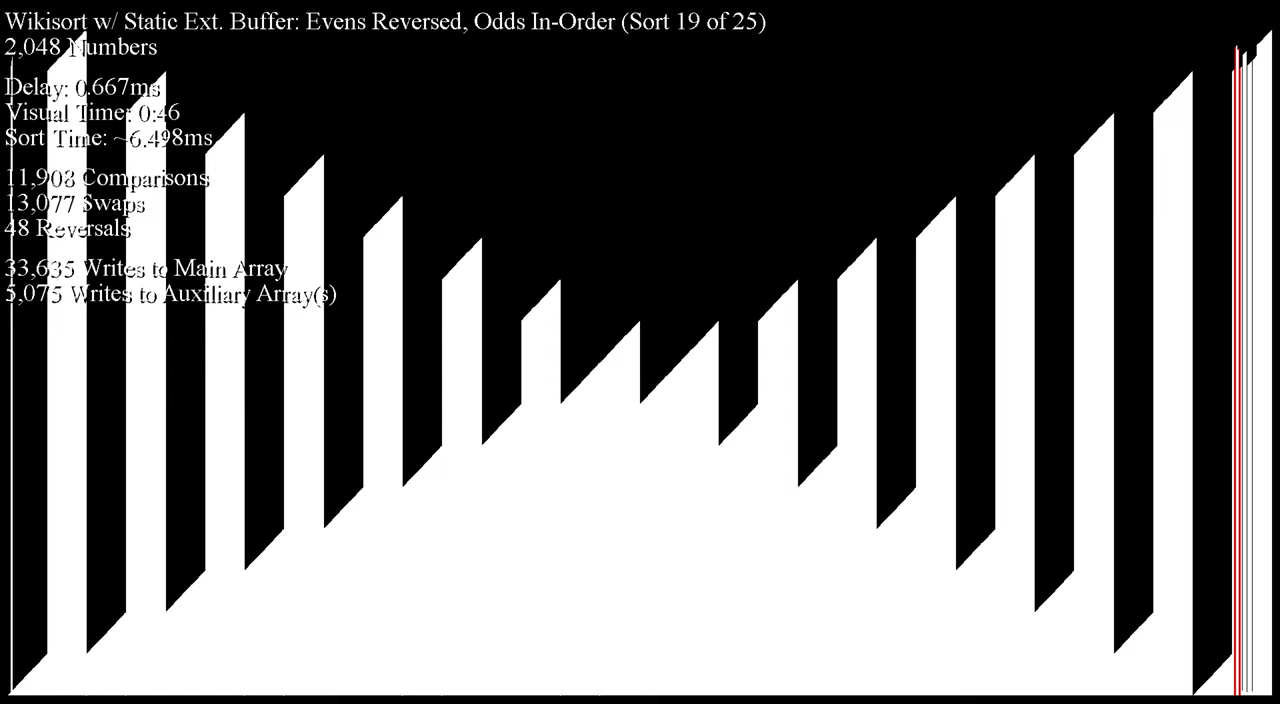 Wikisort w/ Static Ext. Buffer: Evens Reversed, Odds In-Order (Sort 19 of 25)
2,048 Numbers
Delay: 0.667ms
Visual Time: 0:46
Sort Time: ~6.498ms
11,908 Comparisons
13,077 Swaps
48 Reversals
33,635 Writes to Main Array
5,075 Writes to Auxiliary Array(s)